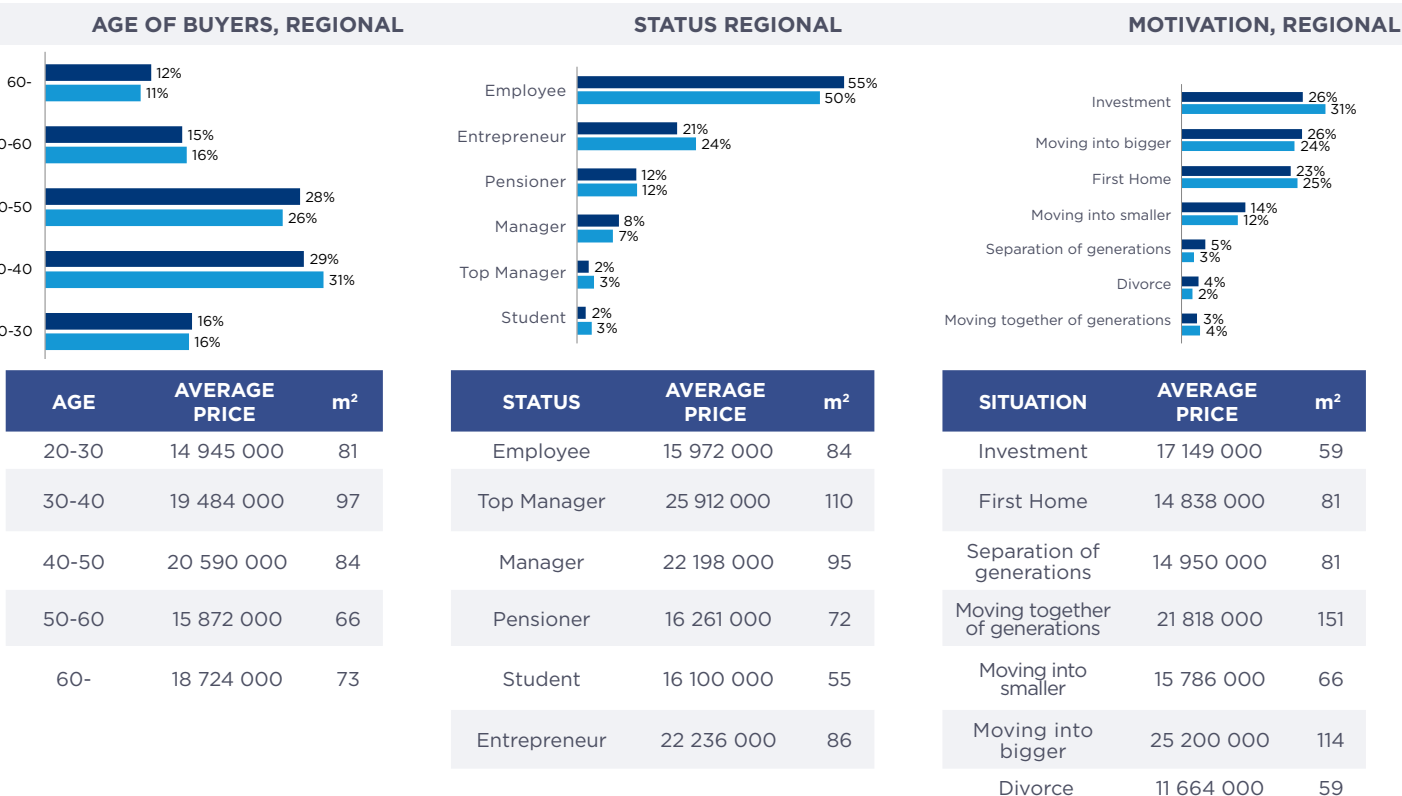 AGE OF BUYERS, REGIONAL
60-
12%
11%
0-60
15%
16%
0-50
28%
26%
0-40
29%
31%
0-30
16%
16%
AGE AVERAGE PRICE m²
20-30 14 945 000 81
30-40 19 484 000 97
40-50 20 590 000 84
50-60 15 872 000 66
60- 18 724 000 73
STATUS REGIONAL
Employee
55%
50%
Entrepreneur
21%
24%
Pensioner
12%
12%
Manager
8%
7%
Top Manager
2%
3%
Student
2%
3%
STATUS AVERAGE PRICE m²
Employee 15 972 000 84
Top Manager 25 912 000 110
Manager 22 198 000 95
Pensioner 16 261 000 72
Student 16 100 000 55
Entrepreneur 22 236 000 86
MOTIVATION, REGIONAL
Investment
26%
31%
Moving into bigger
26%
24%
First Home
23%
25%
Moving into smaller
14%
12%
Separation of generations
5%
3%
Divorce
4%
2%
Moving together of generations
3%
4%
SITUATION AVERAGE PRICE m²
Investment 17 149 000 59
First Home 14 838 000 81
Separation of generations 14 950 000 81
Moving together of generations 21 818 000 151
Moving into smaller 15 786 000 66
Moving into bigger 25 200 000 114
Divorce 11 664 000 59